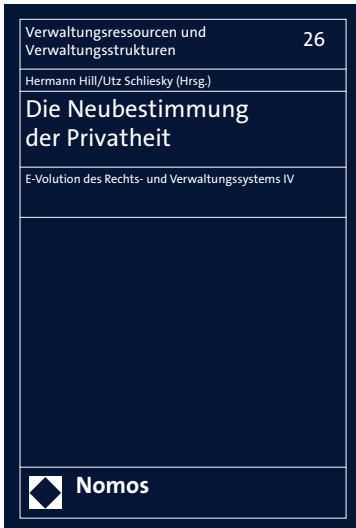 Verwaltungsressourcen und
Verwaltungsstrukturen
26
Hermann Hill/Utz Schliesky (Hrsg.)
Die Neubestimmung
der Privatheit
E-Volution des Rechts- und Verwaltungssystems IV
Nomos